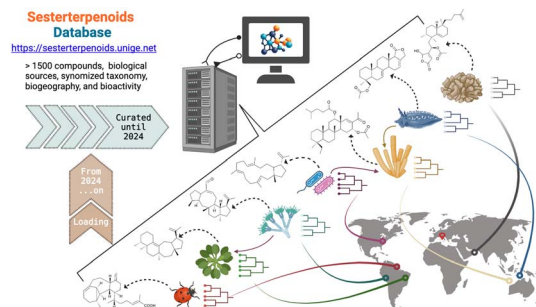 Sesterterpenoids
Database
https://sesterterpenoids.unige.net
> 1500 compounds, biological
sources, synomized taxonomy,
biogeography, and bioactivity
Curated
until
2024
From
2024
...on
Loading
COOH